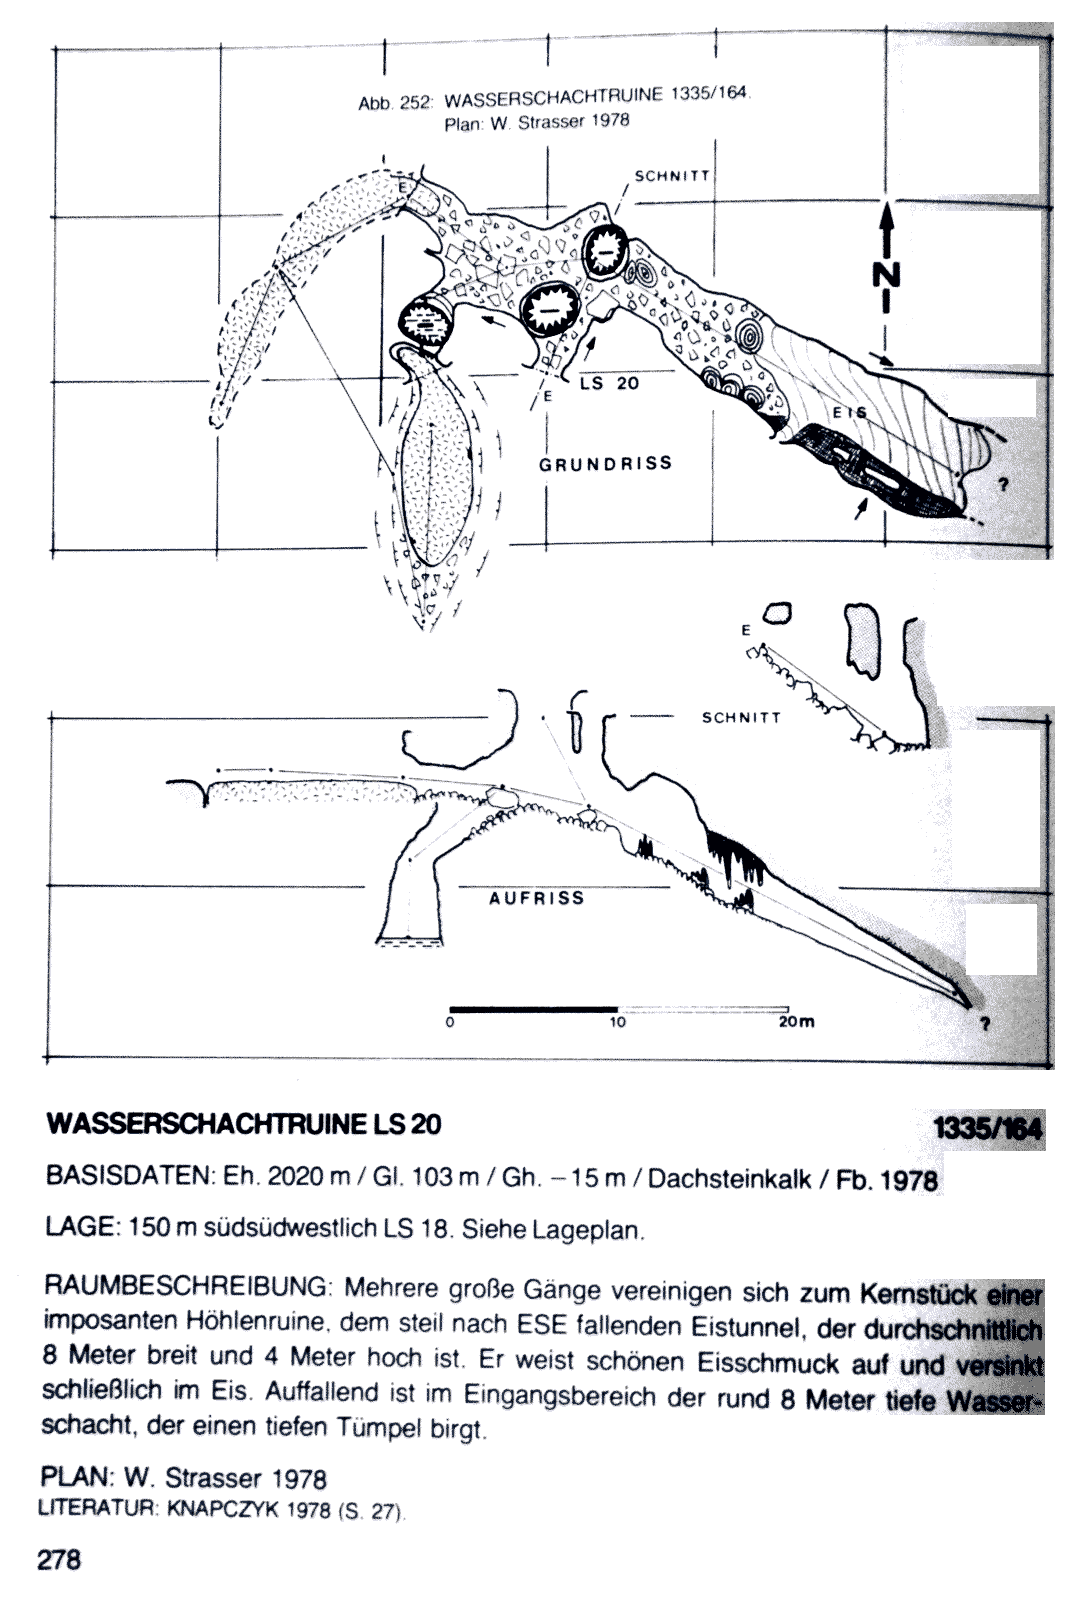 Abb. 252: WASSERSCHACHTRUINE 1335/164.
Plan: W. Strasser 1978
SCHNITT
E
N
LS 20
E
EIS
GRUNDRISS
?
E
SCHNITT
AUFRISS
0 10 20m
?
WASSERSCHACHTRUINE LS 20 1335/164
BASISDATEN: Eh. 2020 m / Gl. 103 m / Gh. – 15 m / Dachsteinkalk / Fb. 1978
LAGE: 150 m südsüdwestlich LS 18. Siehe Lageplan.
RAUMBESCHREIBUNG: Mehrere große Gänge vereinigen sich zum Kernstück einer
imposanten Höhlenruine, dem steil nach ESE fallenden Eistunnel, der durchschnittlich
8 Meter breit und 4 Meter hoch ist. Er weist schönen Eisschmuck auf und versinkt
schließlich im Eis. Auffallend ist im Eingangsbereich der rund 8 Meter tiefe Wasser-
schacht, der einen tiefen Tümpel birgt.
PLAN: W. Strasser 1978
LITERATUR: KNAPCZYK 1978 (S. 27).
278